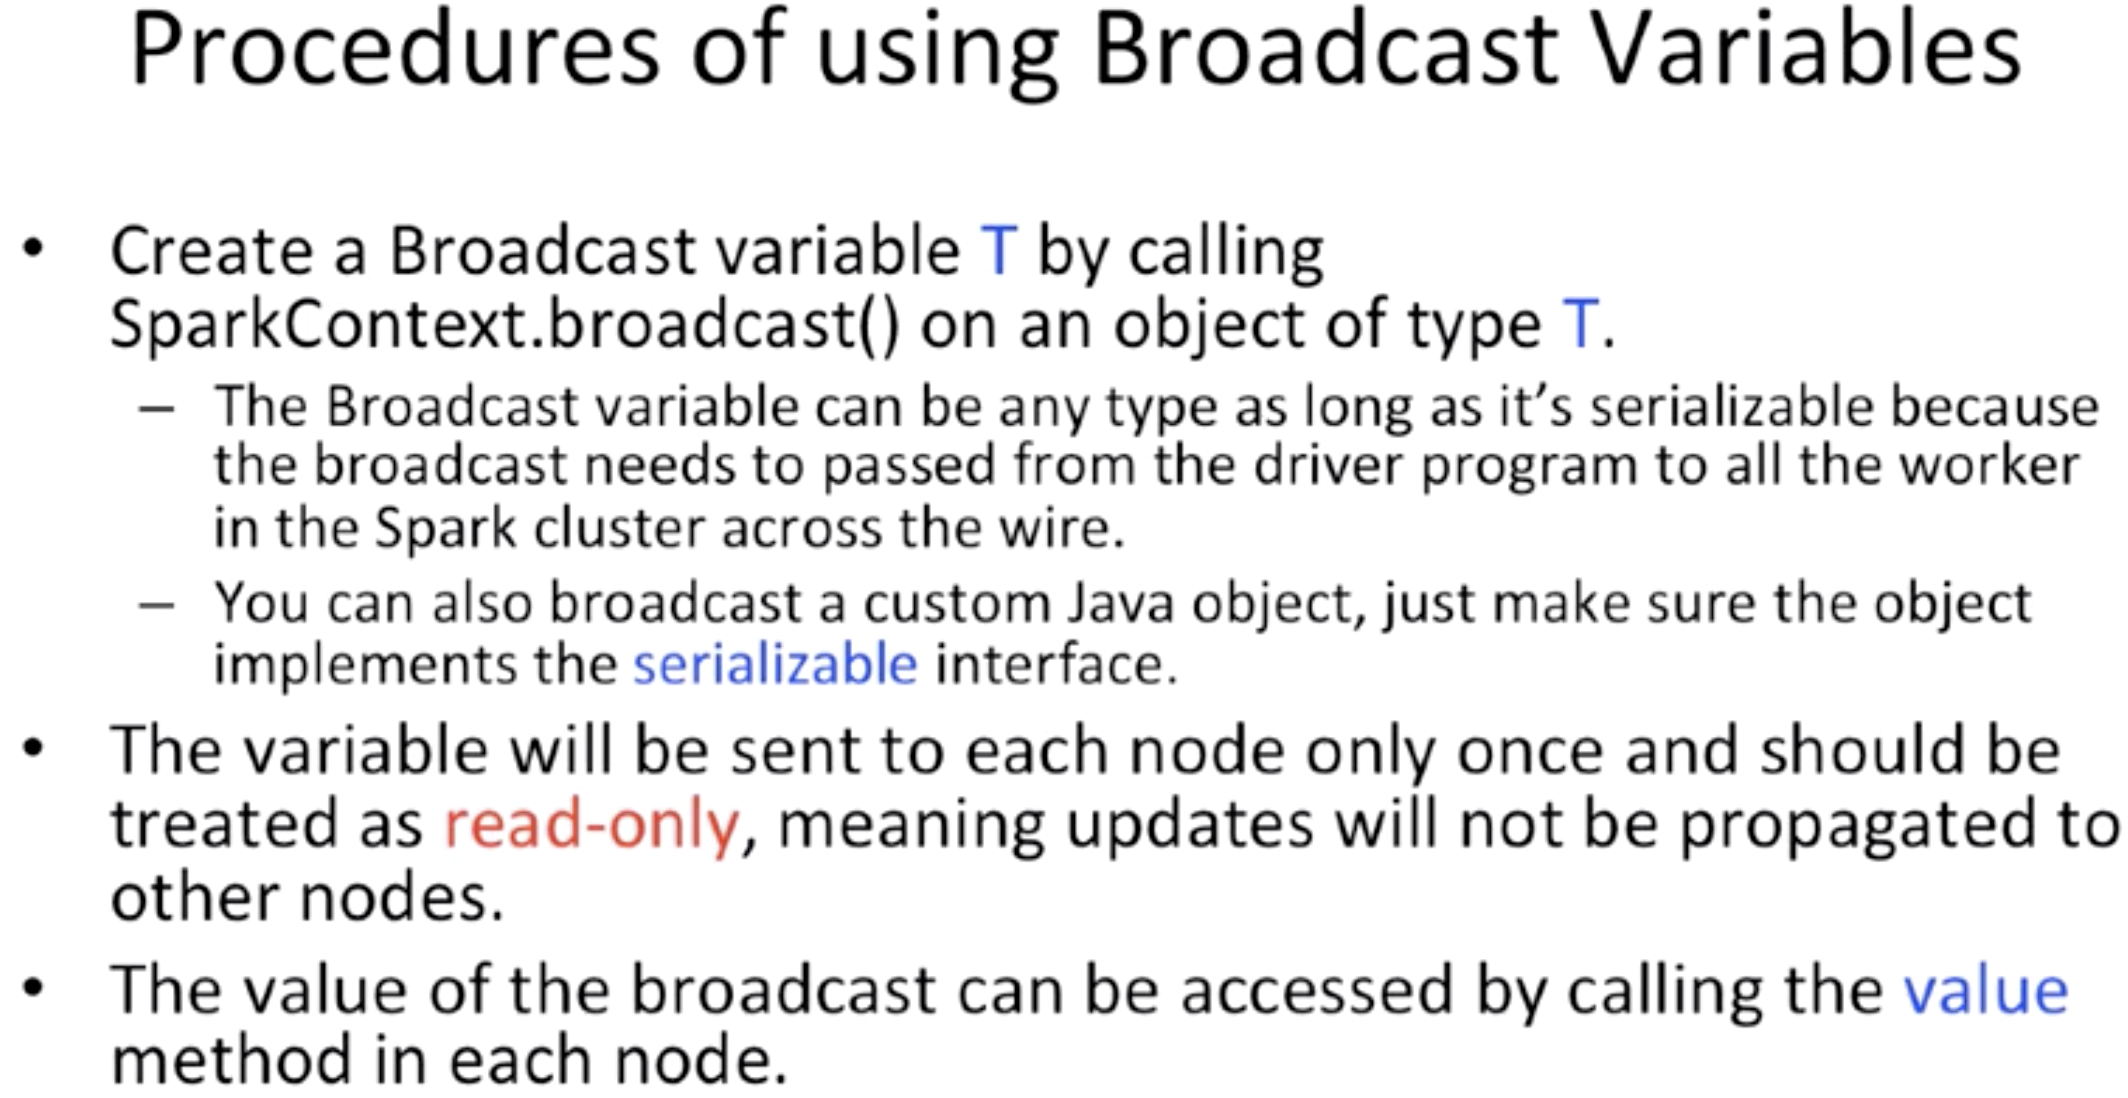 Procedures of using Broadcast Variables
• Create a Broadcast variable T by calling
SparkContext.broadcast() on an object of type T.
– The Broadcast variable can be any type as long as it’s serializable because
the broadcast needs to passed from the driver program to all the worker
in the Spark cluster across the wire.
– You can also broadcast a custom Java object, just make sure the object
implements the serializable interface.
• The variable will be sent to each node only once and should be
treated as read-only, meaning updates will not be propagated to
other nodes.
• The value of the broadcast can be accessed by calling the value
method in each node.